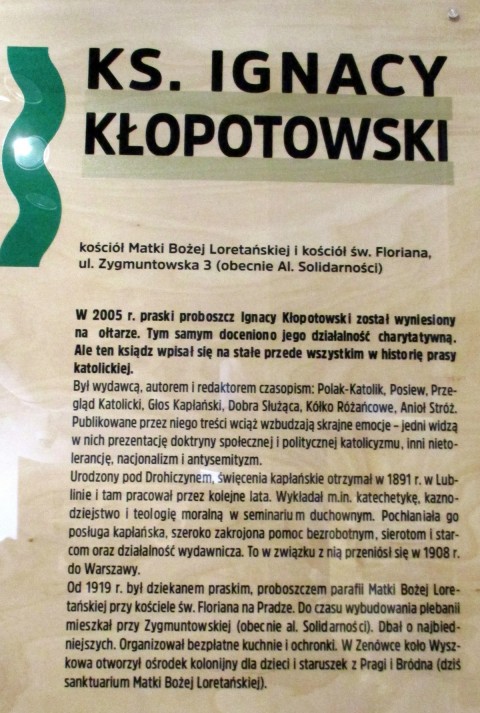 KS. IGNACY
KŁOPOTOWSKI
kościół Matki Bożej Loretańskiej i kościół św. Floriana,
ul. Zygmuntowska 3 (obecnie Al. Solidarności)
W 2005 r. praski proboszcz Ignacy Kłopotowski został wyniesiony
na ołtarze. Tym samym doceniono jego działalność charytatywną.
Ale ten ksiądz wpisał się na stałe przede wszystkim w historię prasy
katolickiej.
Był wydawcą, autorem i redaktorem czasopism: Polak-Katolik, Posiew, Prze-
gląd Katolicki, Głos Kapłański, Dobra Służąca, Kółko Różańcowe, Anioł Stróż.
Publikowane przez niego treści wciąż wzbudzają skrajne emocje – jedni widzą
w nich prezentację doktryny społecznej i politycznej katolicyzmu, inni nieto-
lerancję, nacjonalizm i antysemityzm.
Urodzony pod Drohiczynem, święcenia kapłańskie otrzymał w 1891 r. w Lub-
linie i tam pracował przez kolejne lata. Wykładał m.in. katechetykę, kazno-
dziejstwo i teologię moralną w seminarium duchownym. Pochłaniała go
posługa kapłańska, szeroko zakrojona pomoc bezrobotnym, sierotom i star-
com oraz działalność wydawnicza. To w związku z nią przeniósł się w 1908 r.
do Warszawy.
Od 1919 r. był dziekanem praskim, proboszczem parafii Matki Bożej Lore-
tańskiej przy kościele św. Floriana na Pradze. Do czasu wybudowania plebanii
mieszkał przy Zygmuntowskiej (obecnie al. Solidarności). Dbał o najbied-
niejszych. Organizował bezpłatne kuchnie i ochronki. W Zenówce koło Wysz-
kowa otworzył ośrodek kolonijny dla dzieci i staruszek z Pragi i Bródna (dziś
sanktuarium Matki Bożej Loretańskiej).